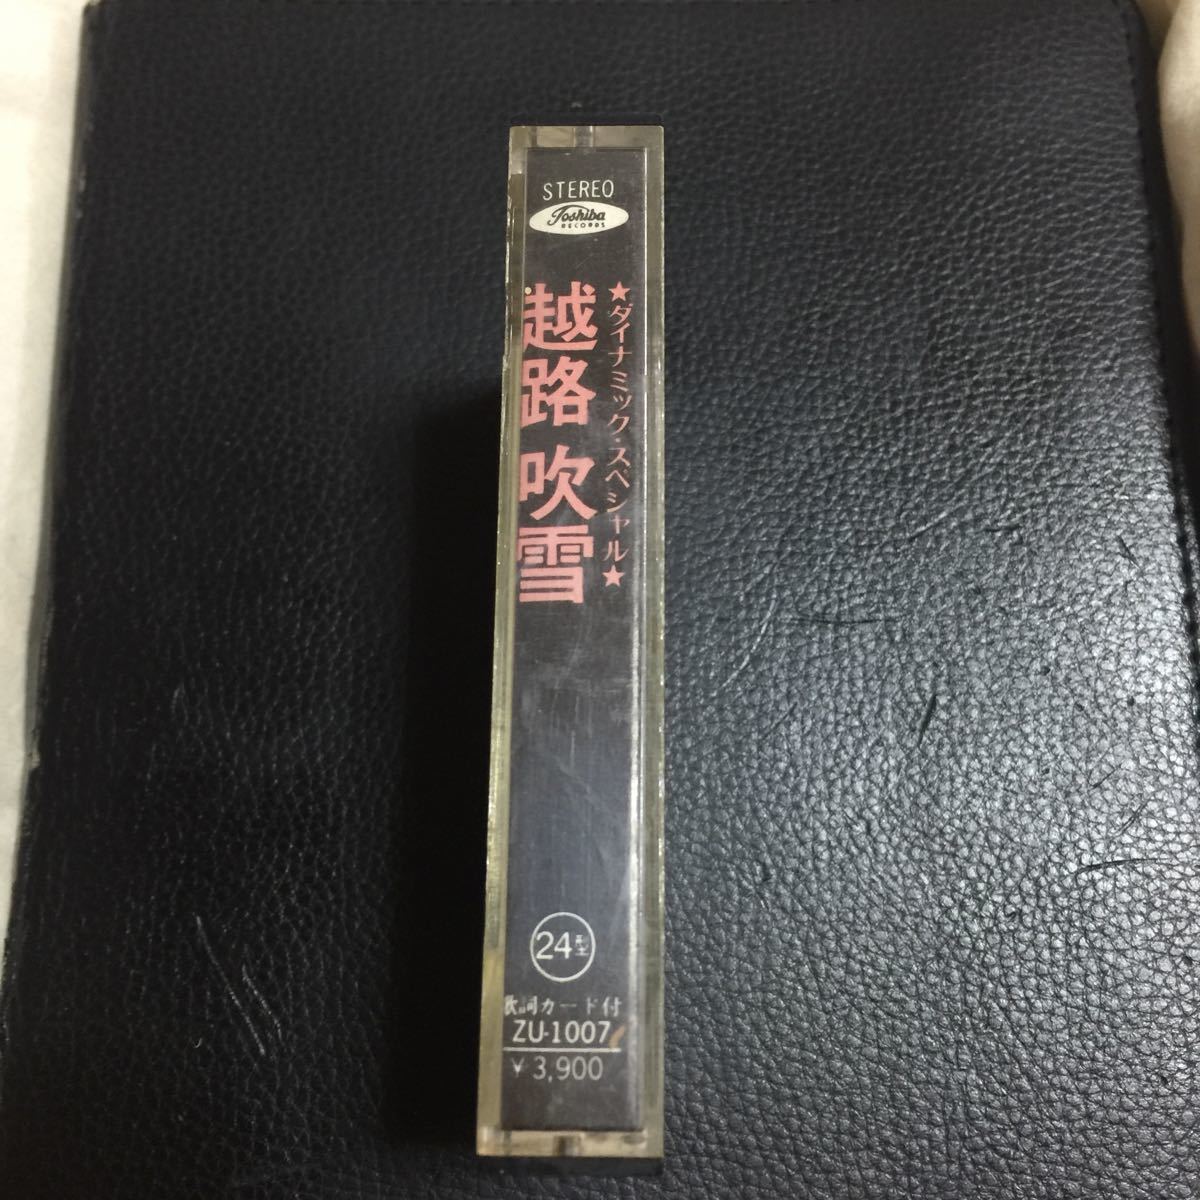 STEREO
Toshiba
RECORDS
★ダイナミック・スペシャル★
越路 吹雪
24型
歌詞カード付
ZU-1007
¥3,900